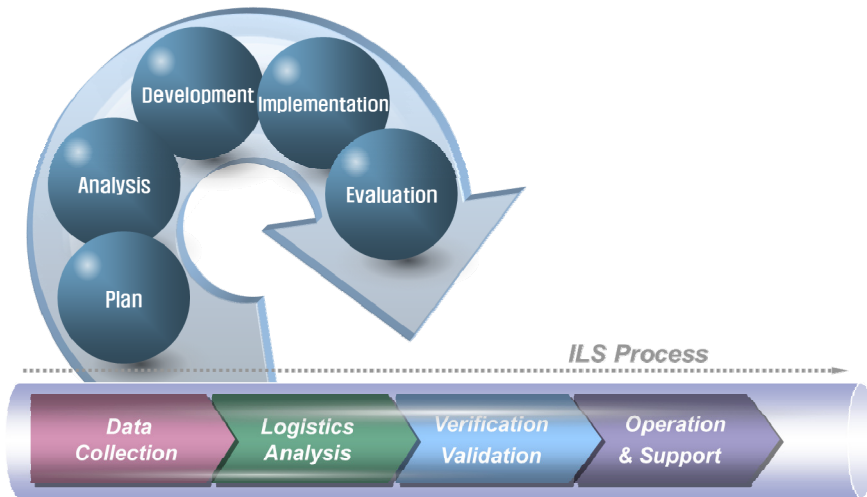 Development
Implementation
Analysis
Evaluation
Plan
ILS Process
Data
Collection
Logistics
Analysis
Verification
Validation
Operation
& Support